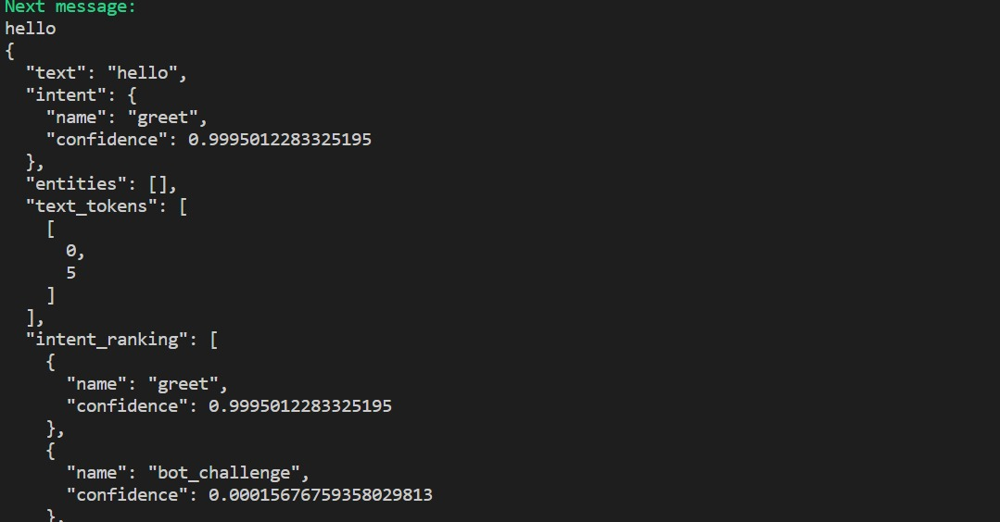 Next message:
hello
{
  "text": "hello",
  "intent": {
    "name": "greet",
    "confidence": 0.9995012283325195
  },
  "entities": [],
  "text_tokens": [
    [
      0,
      5
    ]
  ],
  "intent_ranking": [
    {
      "name": "greet",
      "confidence": 0.9995012283325195
    },
    {
      "name": "bot_challenge",
      "confidence": 0.00015676759358029813
    },